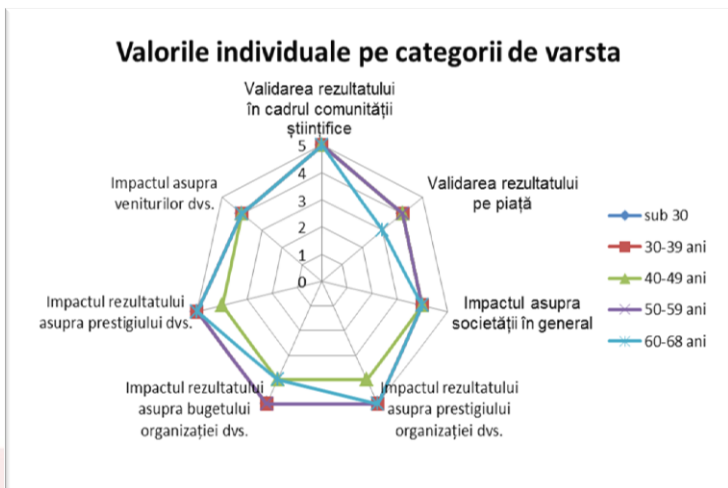 Valorile individuale pe categorii de varsta
Validarea rezultatului
în cadrul comunității
științifice
5
4
3
2
1
0
Validarea rezultatului
pe piață
Impactul asupra
societății în general
Impactul rezultatului
asupra prestigiului
organizației dvs.
Impactul rezultatului
asupra bugetului
organizației dvs.
Impactul rezultatului
asupra prestigiului dvs.
Impactul asupra
veniturilor dvs.
sub 30
30-39 ani
40-49 ani
50-59 ani
60-68 ani